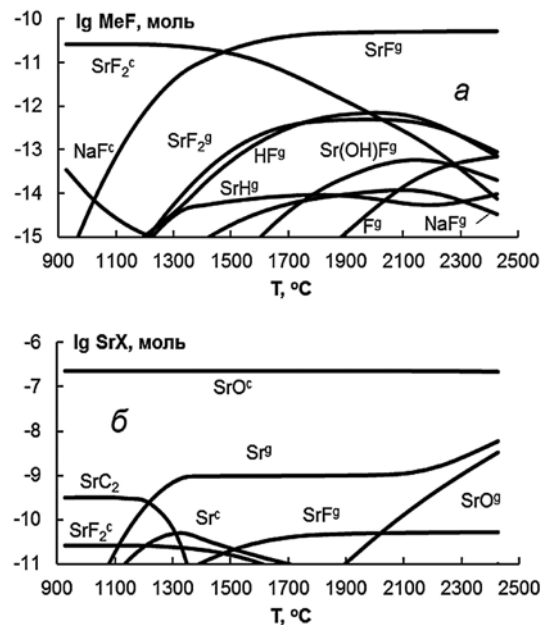 lg MeF, моль
-10
SrF₂ᶜ
SrFᵍ
-11
а
-12
NaFᶜ
SrF₂ᵍ
HFᵍ
Sr(OH)Fᵍ
-13
SrHᵍ
-14
Fᵍ
NaFᵍ
-15
900 1100 1300 1500 1700 1900 2100 2300 2500
T, ºC
lg SrX, моль
-6
-7
SrOᶜ
б
-8
Srᵍ
-9
SrC₂
SrOᵍ
Srᶜ
SrFᵍ
-10
SrF₂ᶜ
-11
900 1100 1300 1500 1700 1900 2100 2300 2500
T, ºC